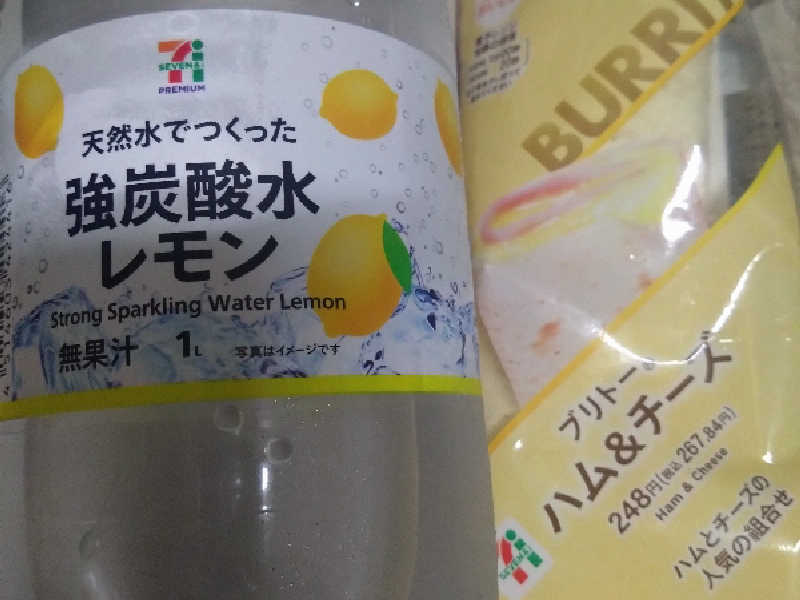 SEVEN&i
PREMIUM
天然水でつくった
強炭酸水
レモン
Strong Sparkling Water Lemon
無果汁 1L 写真はイメージです
BURRI
ブリトー®
ハム&チーズ
248円(税込267.84円)
Ham & Cheese
ハムとチーズの
人気の組合せ
SEVEN&i